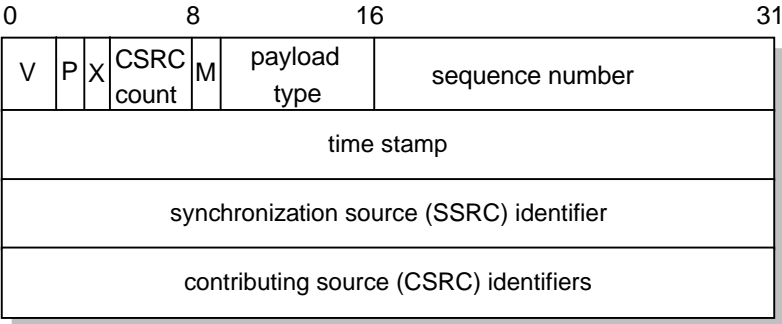 0 8 16 31
V P X CSRC count M payload type sequence number
time stamp
synchronization source (SSRC) identifier
contributing source (CSRC) identifiers